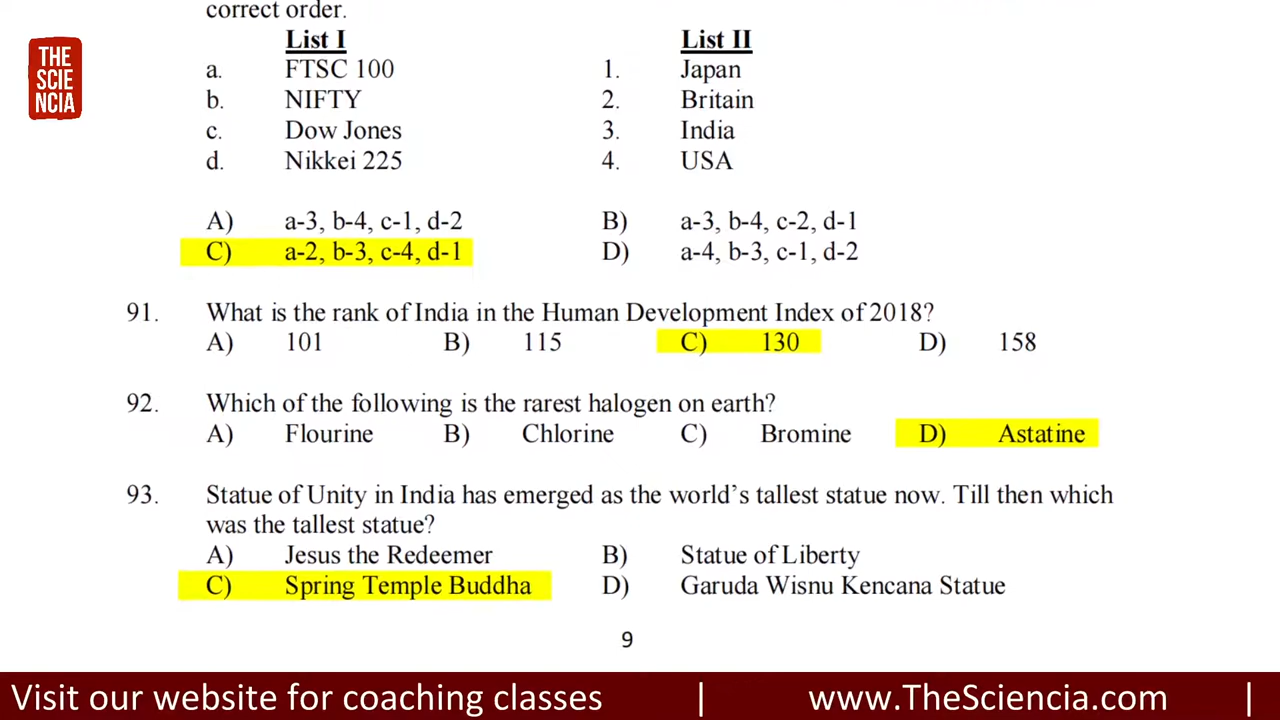 correct order.
THE
SCIE
NCIA
List I List II
a. FTSC 100 1. Japan
b. NIFTY 2. Britain
c. Dow Jones 3. India
d. Nikkei 225 4. USA
A) a-3, b-4, c-1, d-2 B) a-3, b-4, c-2, d-1
C) a-2, b-3, c-4, d-1 D) a-4, b-3, c-1, d-2
91. What is the rank of India in the Human Development Index of 2018?
A) 101 B) 115 C) 130 D) 158
92. Which of the following is the rarest halogen on earth?
A) Flourine B) Chlorine C) Bromine D) Astatine
93. Statue of Unity in India has emerged as the world’s tallest statue now. Till then which
was the tallest statue?
A) Jesus the Redeemer B) Statue of Liberty
C) Spring Temple Buddha D) Garuda Wisnu Kencana Statue
9
Visit our website for coaching classes | www.TheSciencia.com |